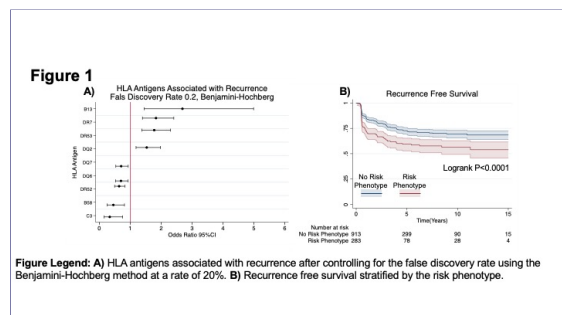 Figure 1
A)
HLA Antigens Associated with Recurrence
Fals Discovery Rate 0.2, Benjamini-Hochberg
HLA Antigen
B13
DR7
DR53
DQ2
DQ7
DQ6
DR52
C3
0 1 2 3 4 5 6
Odds Ratio 95%CI
B)
Recurrence Free Survival
1
.75
.5
.25
0
Logrank P<0.0001
No Risk Risk
Phenotype Phenotype
0 5 10 15
Time(Years)
Number at risk
No Risk Phenotype 913 299 90 15
Risk Phenotype 283 78 28 4
Figure Legend: A) HLA antigens associated with recurrence after controlling for the false discovery rate using the
Benjamini-Hochberg method at a rate of 20%. B) Recurrence free survival stratified by the risk phenotype.